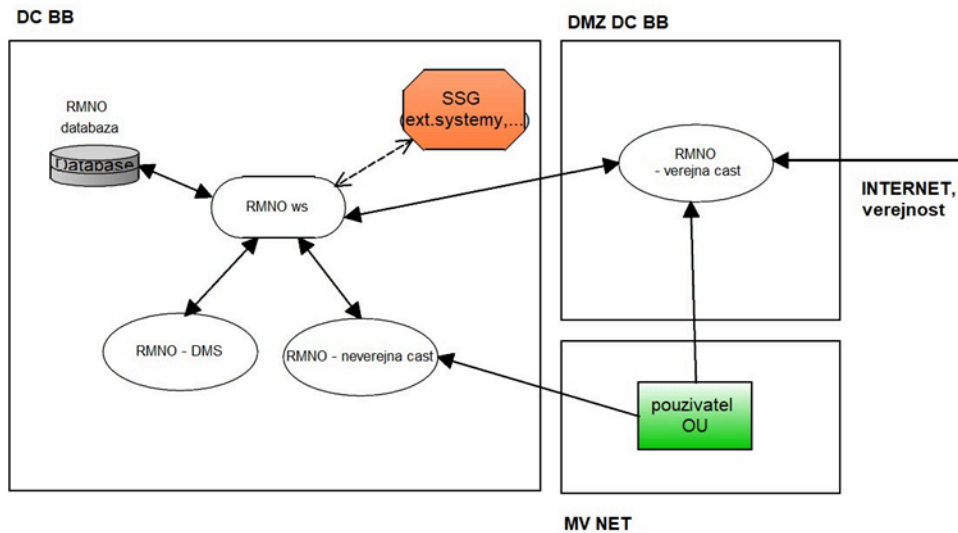 DC BB
DMZ DC BB
SSG
(ext.systemy,...)
RMNO
databaza
Database
RMNO ws
RMNO
- verejna cast
INTERNET,
verejnost
RMNO - DMS
RMNO - neverejna cast
pouzivatel
OU
MV NET